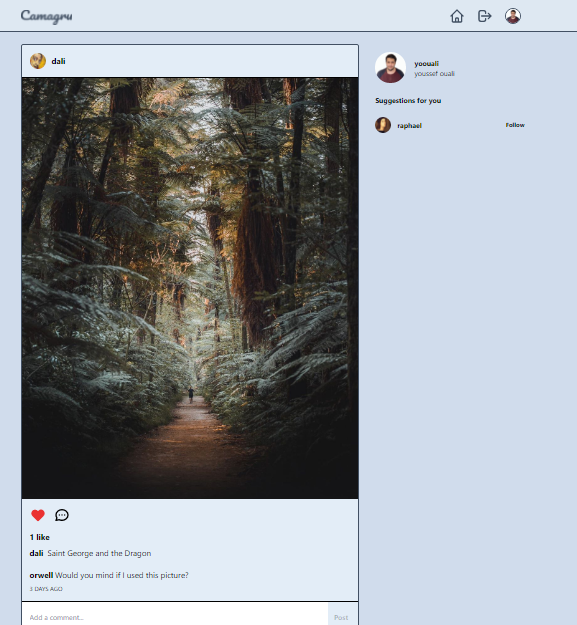 Camagru
dali
yoouali
youssef ouali
Suggestions for you
raphael
Follow
1 like
dali Saint George and the Dragon
orwell Would you mind if I used this picture?
3 DAYS AGO
Add a comment...
Post